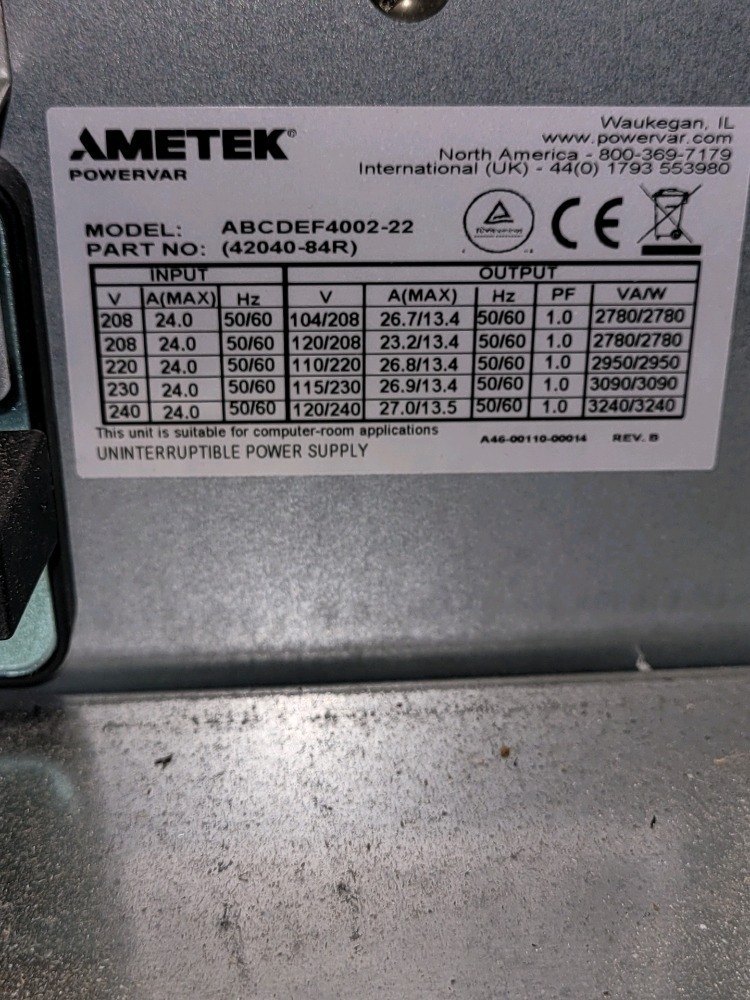 AMETEK®
POWERVAR
Waukegan, IL
www.powervar.com
North America - 800-369-7179
International (UK) - 44(0) 1793 553980
MODEL: ABCDEF4002-22
PART NO: (42040-84R)
CE
INPUT OUTPUT
V A(MAX) Hz V A(MAX) Hz PF VA/W
208 24.0 50/60 104/208 26.7/13.4 50/60 1.0 2780/2780
208 24.0 50/60 120/208 23.2/13.4 50/60 1.0 2780/2780
220 24.0 50/60 110/220 26.8/13.4 50/60 1.0 2950/2950
230 24.0 50/60 115/230 26.9/13.4 50/60 1.0 3090/3090
240 24.0 50/60 120/240 27.0/13.5 50/60 1.0 3240/3240
This unit is suitable for computer-room applications
A46-00110-00014 REV. B
UNINTERRUPTIBLE POWER SUPPLY